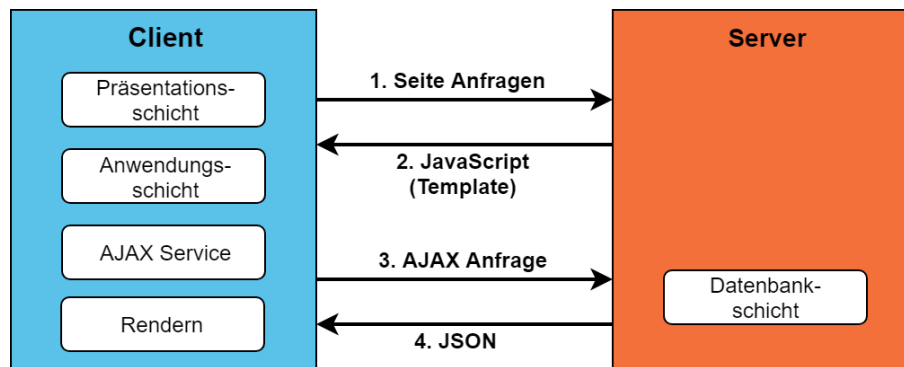 Client
Präsentations-
schicht
Anwendungs-
schicht
AJAX Service
Rendern
1. Seite Anfragen
2. JavaScript
(Template)
3. AJAX Anfrage
4. JSON
Server
Datenbank-
schicht